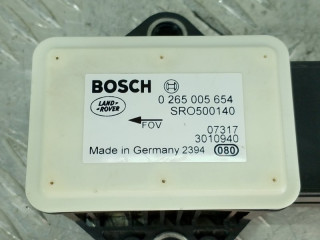 BOSCH
LAND-
ROVER
0 265 005 654
SRO500140
FOV
07317
3010940
Made in Germany 2394 080